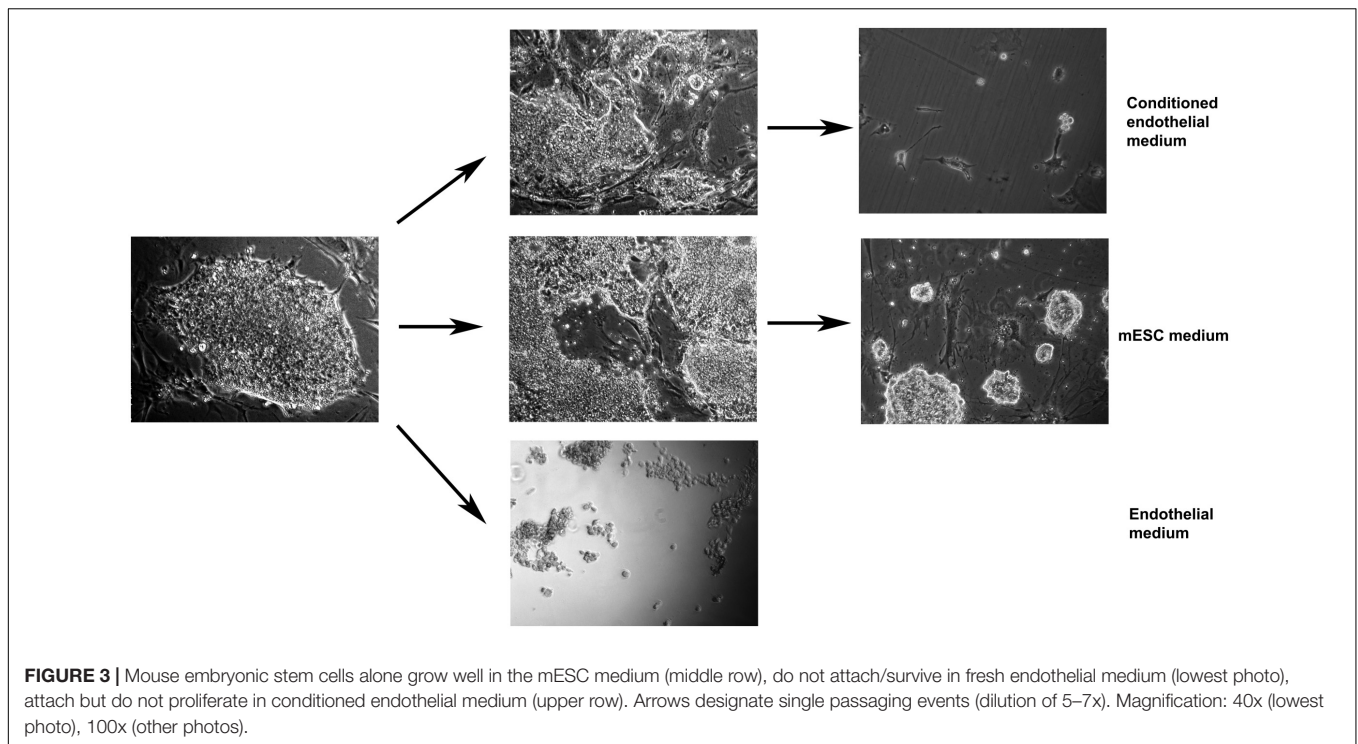 Conditioned
endothelial
medium
mESC medium
Endothelial
medium
FIGURE 3 | Mouse embryonic stem cells alone grow well in the mESC medium (middle row), do not attach/survive in fresh endothelial medium (lowest photo),
attach but do not proliferate in conditioned endothelial medium (upper row). Arrows designate single passaging events (dilution of 5–7x). Magnification: 40x (lowest
photo), 100x (other photos).